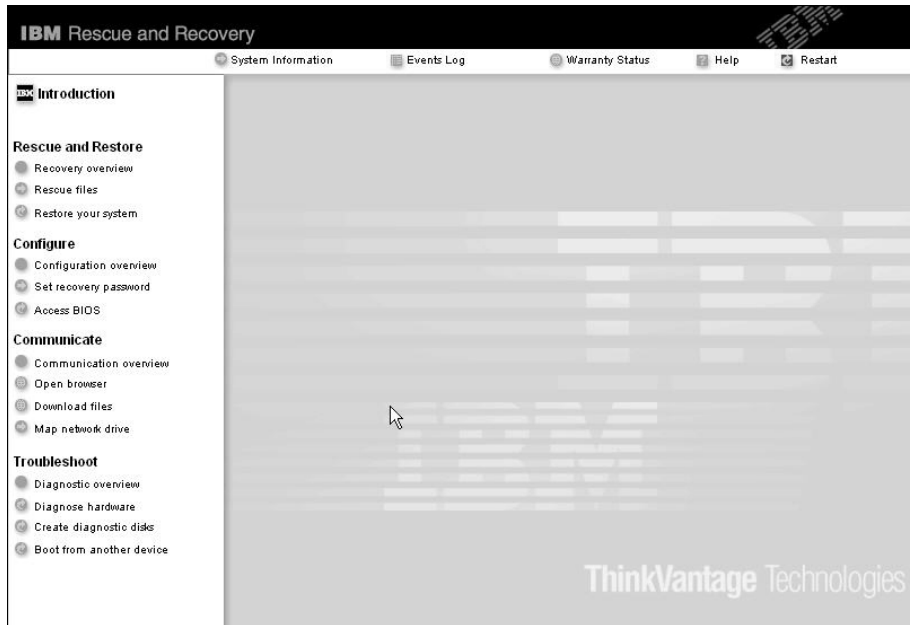 IBM Rescue and Recovery
IBM
System Information
Events Log
Warranty Status
Help
Restart
Introduction
Rescue and Restore
Recovery overview
Rescue files
Restore your system
Configure
Configuration overview
Set recovery password
Access BIOS
Communicate
Communication overview
Open browser
Download files
Map network drive
Troubleshoot
Diagnostic overview
Diagnose hardware
Create diagnostic disks
Boot from another device
IBM
ThinkVantage Technologies